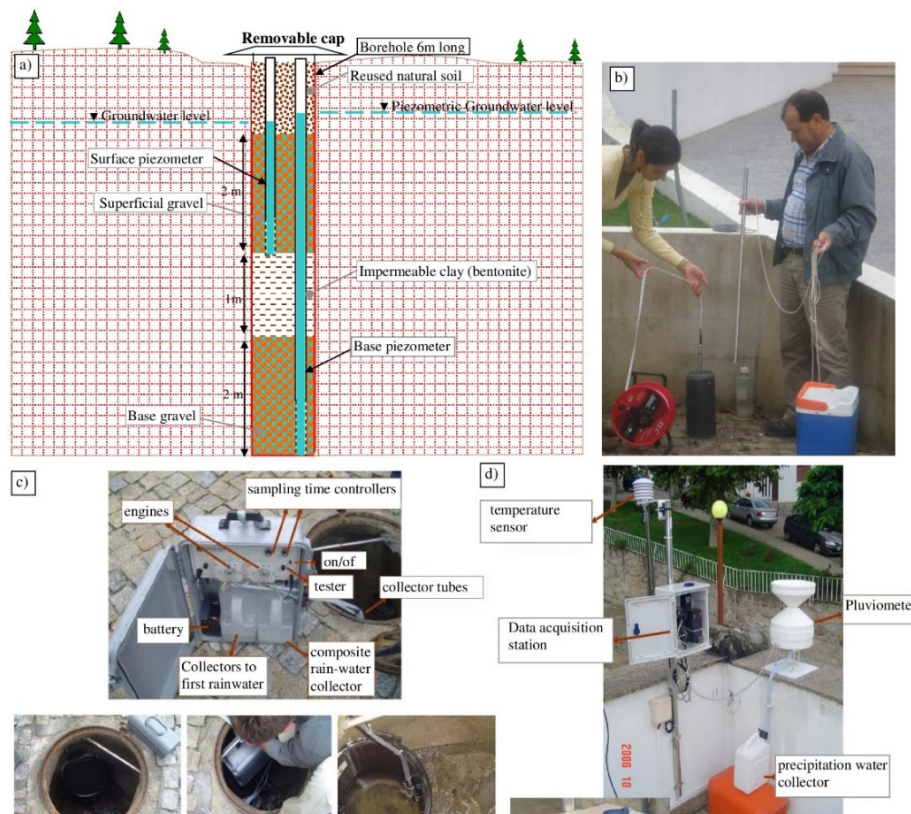 a)
Removable cap
Borehole 6m long
Reused natural soil
Groundwater level
Piezometric Groundwater level
Surface piezometer
2 m
Superficial gravel
Impermeable clay (bentonite)
1m
Base piezometer
2 m
Base gravel
b)
c)
sampling time controllers
engines
on/of
tester
collector tubes
battery
Collectors to
first rainwater
composite
rain-water
collector
d)
temperature
sensor
Data acquisition
station
Pluviometer
precipitation water
collector
2006 10